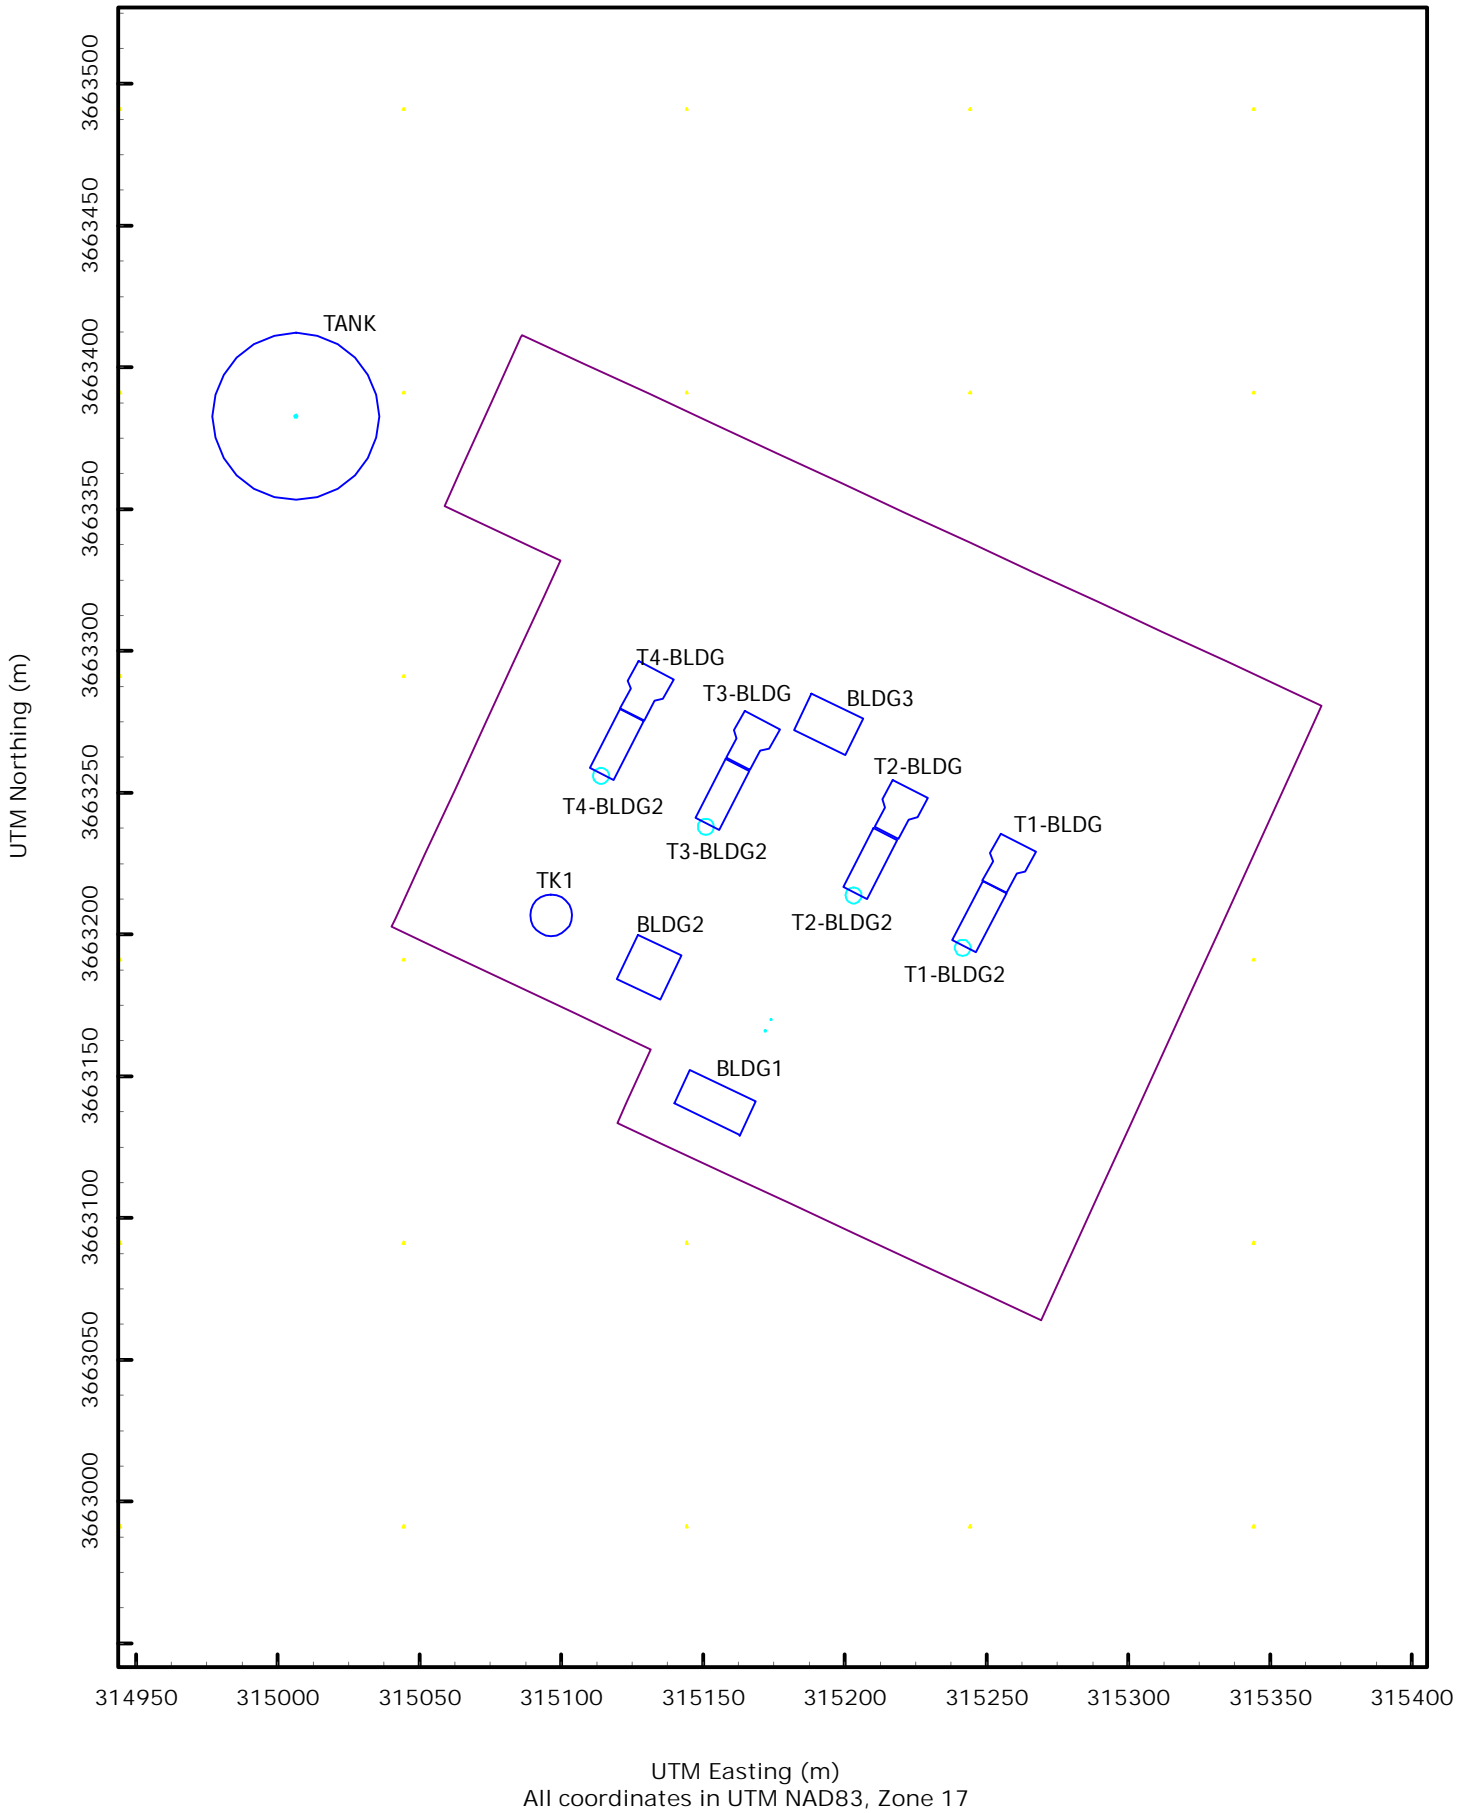 3663500
3663450
3663400
3663350
3663300
3663250
3663200
3663150
3663100
3663050
3663000
UTM Northing (m)
TANK
T4-BLDG
T3-BLDG
BLDG3
T2-BLDG
T4-BLDG2
T1-BLDG
T3-BLDG2
TK1
BLDG2
T2-BLDG2
T1-BLDG2
BLDG1
314950 315000 315050 315100 315150 315200 315250 315300 315350 315400
UTM Easting (m)
All coordinates in UTM NAD83, Zone 17